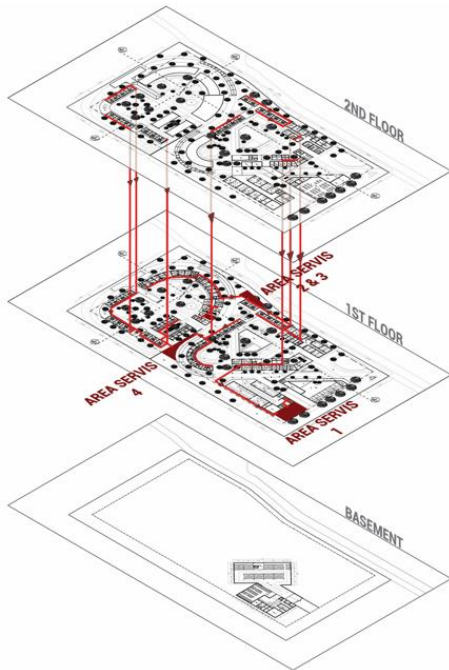 2ND FLOOR
AREA SERVIS
2 & 3
1ST FLOOR
AREA SERVIS
4
AREA SERVIS
1
BASEMENT